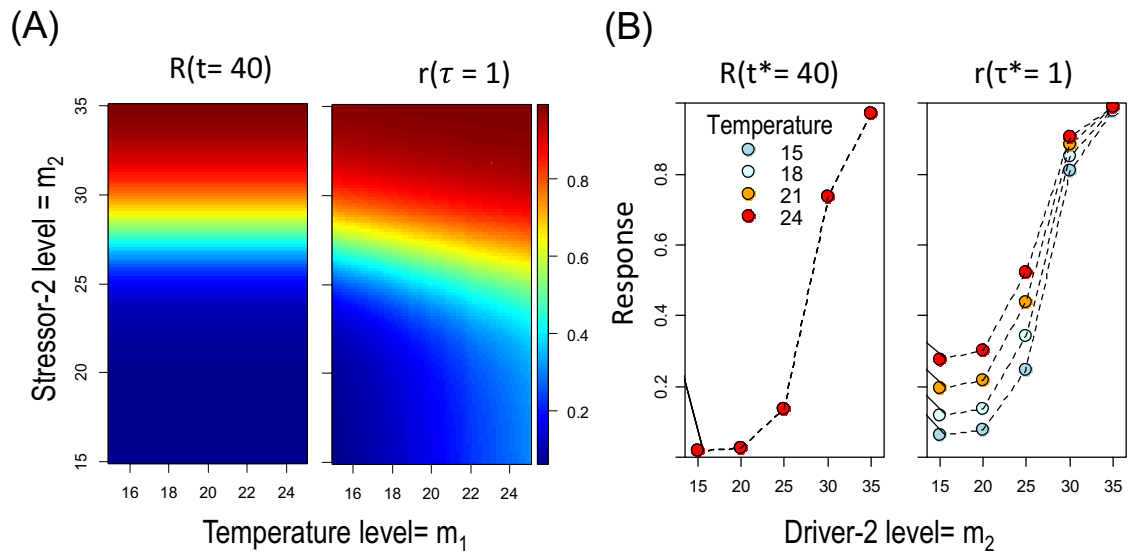 (A)
R(t= 40)
r(τ = 1)
Stressor-2 level = m₂
35
30
25
20
15
16 18 20 22 24
16 18 20 22 24
0.8
0.6
0.4
0.2
Temperature level= m₁
(B)
R(t*= 40)
r(τ*= 1)
Response
0.8
0.6
0.4
0.2
Temperature
15
18
21
24
15 20 25 30 35
15 20 25 30 35
Driver-2 level= m₂